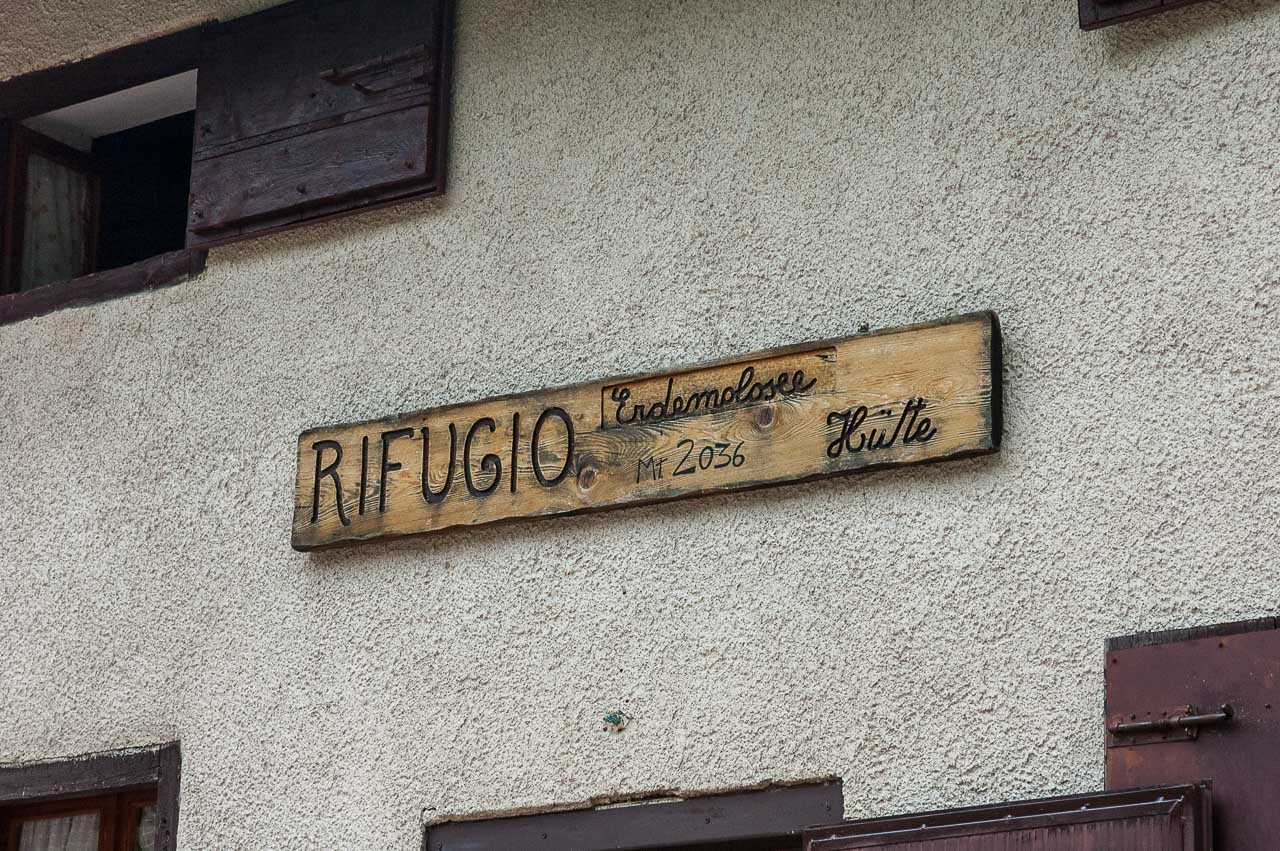 RIFUGIO Erdemolosee Hütte
Mt 2036